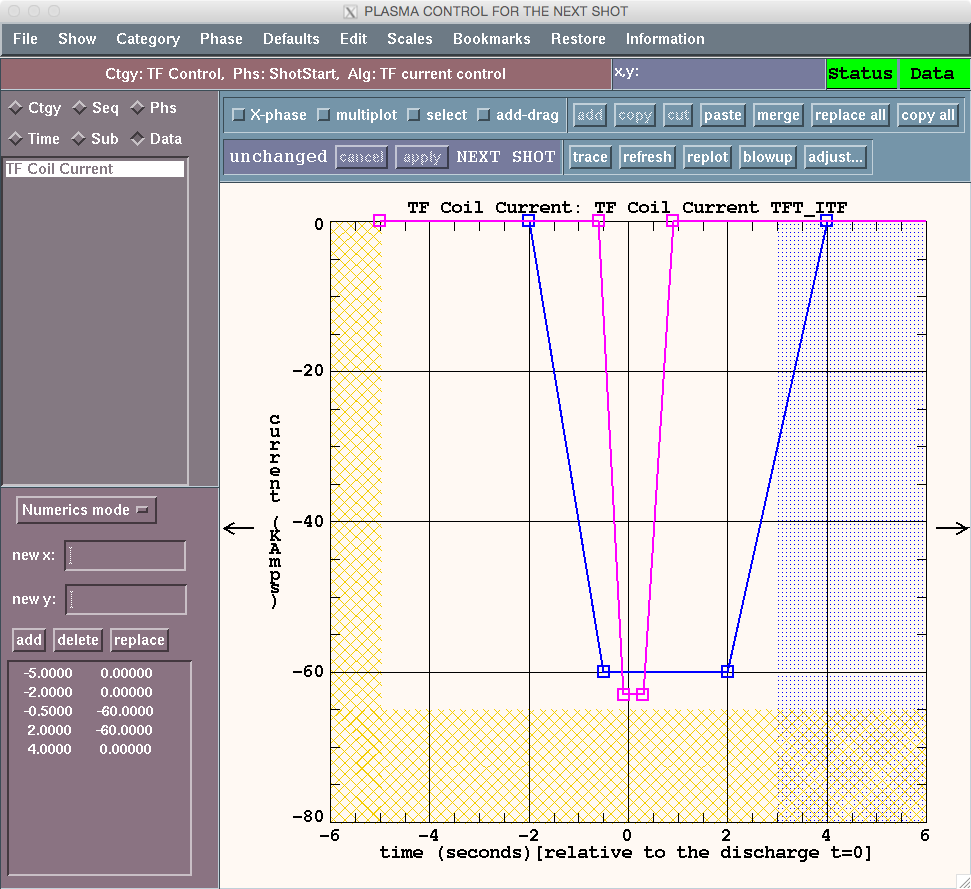 PLASMA CONTROL FOR THE NEXT SHOT
File Show Category Phase Defaults Edit Scales Bookmarks Restore Information
Ctgy: TF Control, Phs: ShotStart, Alg: TF current control
x,y:
Status Data
Ctgy Seq Phs
Time Sub Data
TF Coil Current
X-phase multiplot select add-drag
add copy cut paste merge replace all copy all
unchanged cancel apply NEXT SHOT
trace refresh replot blowup adjust...
TF Coil Current: TF Coil Current TFT_ITF
0
-20
-40
-60
-80
current (KAmps)
-6 -4 -2 0 2 4 6
time (seconds)[relative to the discharge t=0]
Numerics mode
new x:
new y:
add delete replace
-5.0000 0.00000
-2.0000 0.00000
-0.5000 -60.0000
2.0000 -60.0000
4.0000 0.00000